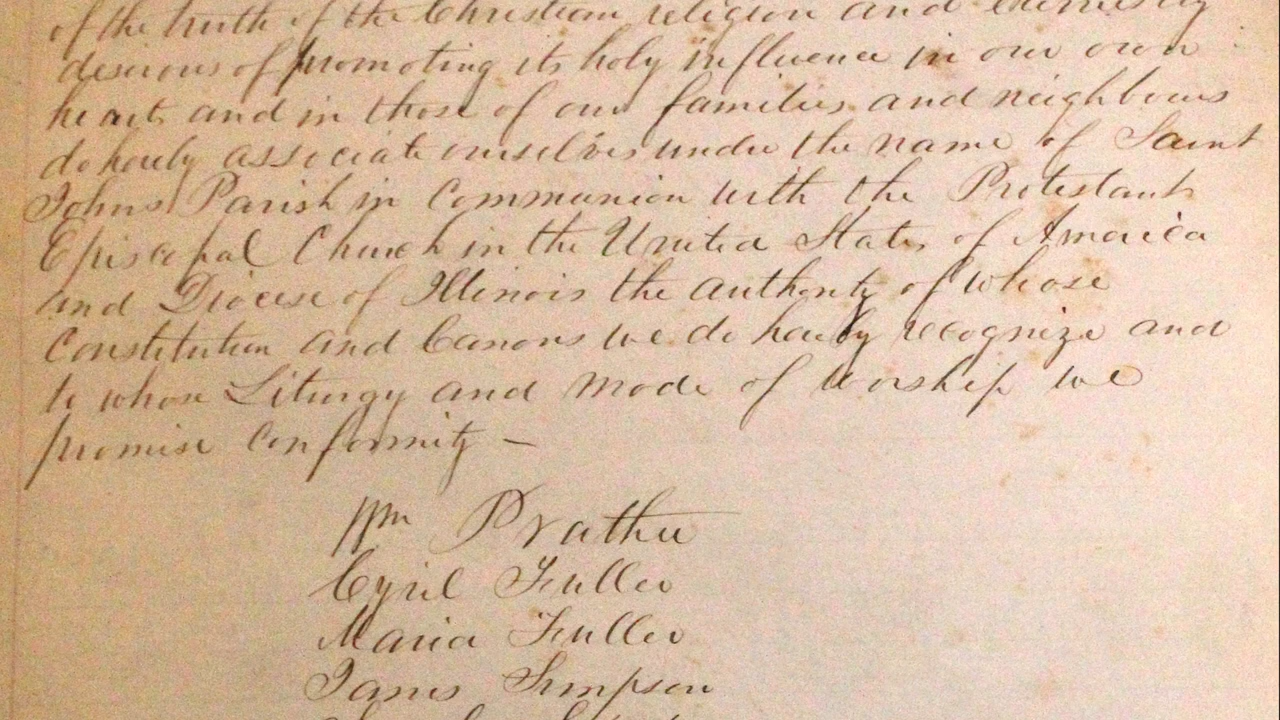 of the truth of the Christian religion and earnestly
desirous of promoting its holy influence in our own
hearts and in those of our families and neighbours
do hereby associate ourselves under the name of Saint
Johns Parish in Communion with the Protestant
Episcopal Church in the United States of America
and Diocese of Illinois the authority of whose
Constitution and Canons we do hereby recognize and
to whose Liturgy and mode of worship we
promise conformity —
Wm Prather
Cyril Fuller
Maria Fuller
James Simpson